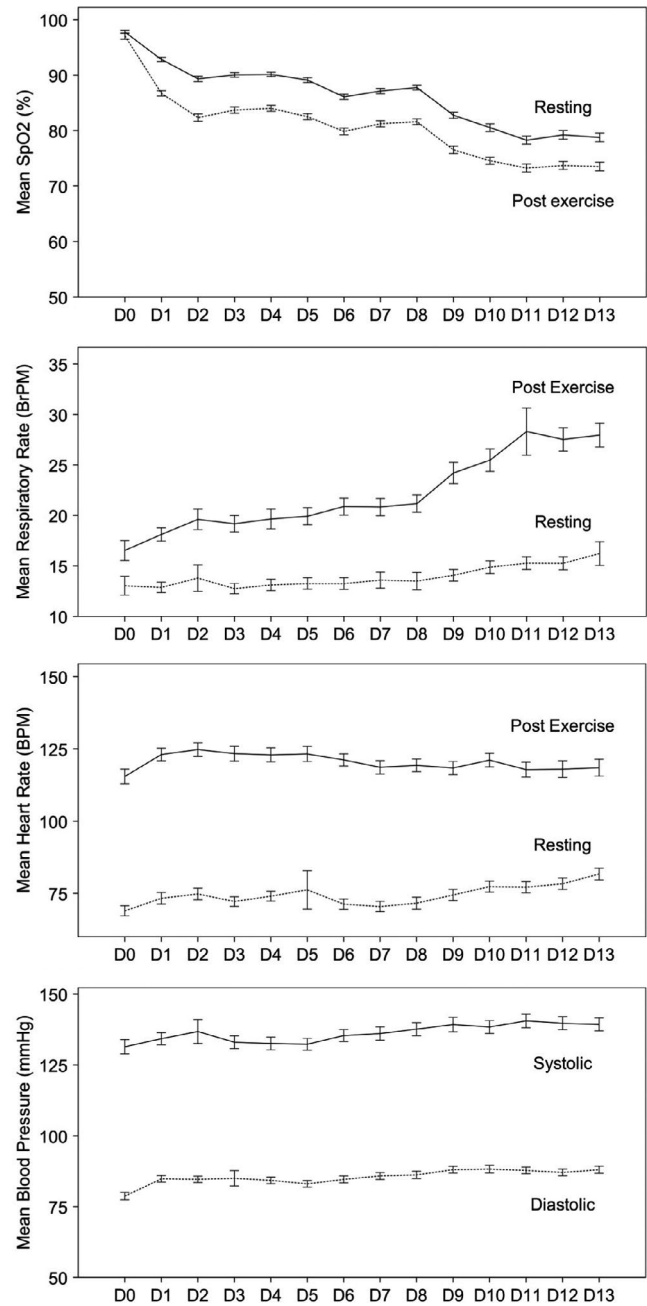 Mean SpO2 (%)
100
90
80
70
60
50
Resting
Post exercise
D0 D1 D2 D3 D4 D5 D6 D7 D8 D9 D10 D11 D12 D13
Mean Respiratory Rate (BrPM)
35
30
25
20
15
10
Post Exercise
Resting
D0 D1 D2 D3 D4 D5 D6 D7 D8 D9 D10 D11 D12 D13
Mean Heart Rate (BPM)
150
125
100
75
Post Exercise
Resting
D0 D1 D2 D3 D4 D5 D6 D7 D8 D9 D10 D11 D12 D13
Mean Blood Pressure (mmHg)
150
125
100
75
50
Systolic
Diastolic
D0 D1 D2 D3 D4 D5 D6 D7 D8 D9 D10 D11 D12 D13